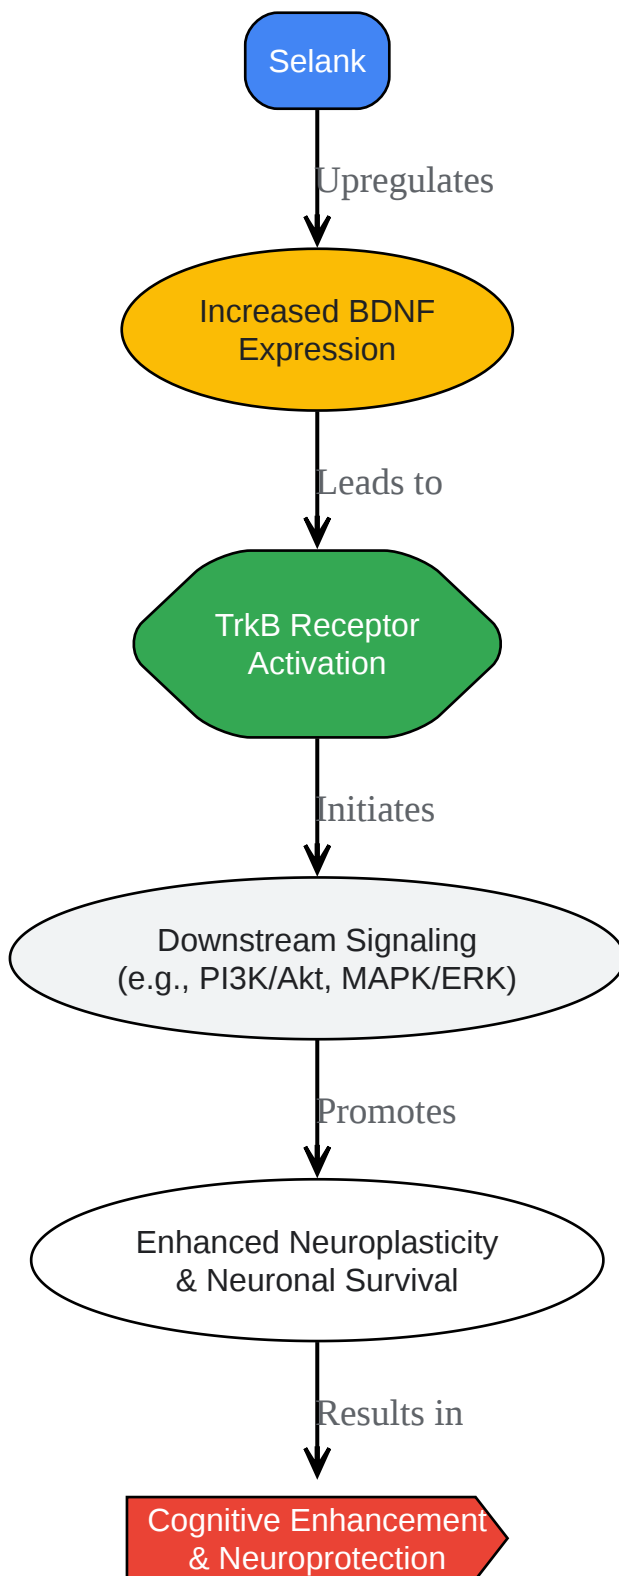 Selank
Upregulates
Increased BDNF
Expression
Leads to
TrkB Receptor
Activation
Initiates
Downstream Signaling
(e.g., PI3K/Akt, MAPK/ERK)
Promotes
Enhanced Neuroplasticity
& Neuronal Survival
Results in
Cognitive Enhancement
& Neuroprotection